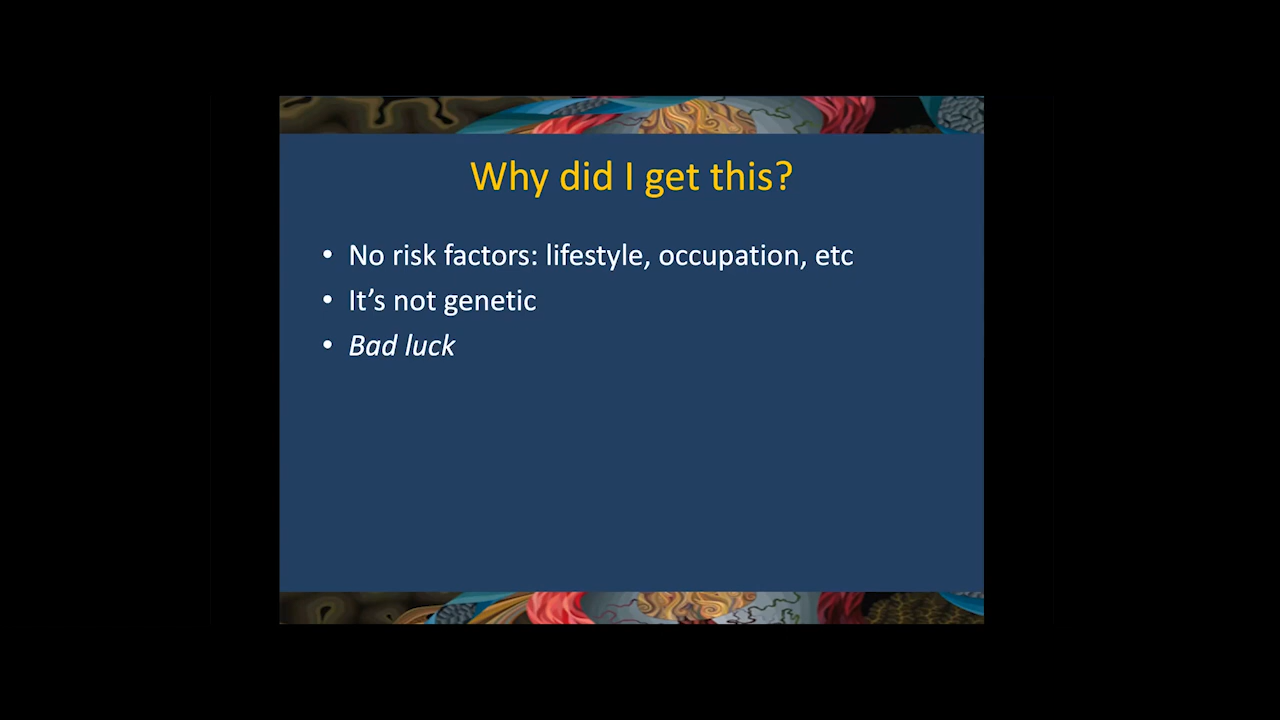 Why did I get this?
• No risk factors: lifestyle, occupation, etc
• It’s not genetic
• Bad luck